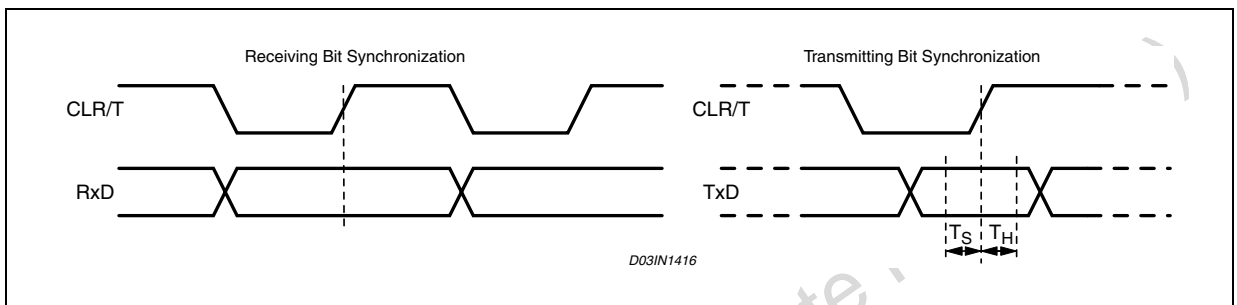 Receiving Bit Synchronization
Transmitting Bit Synchronization
CLR/T
CLR/T
RxD
TxD
TS
TH
D03IN1416